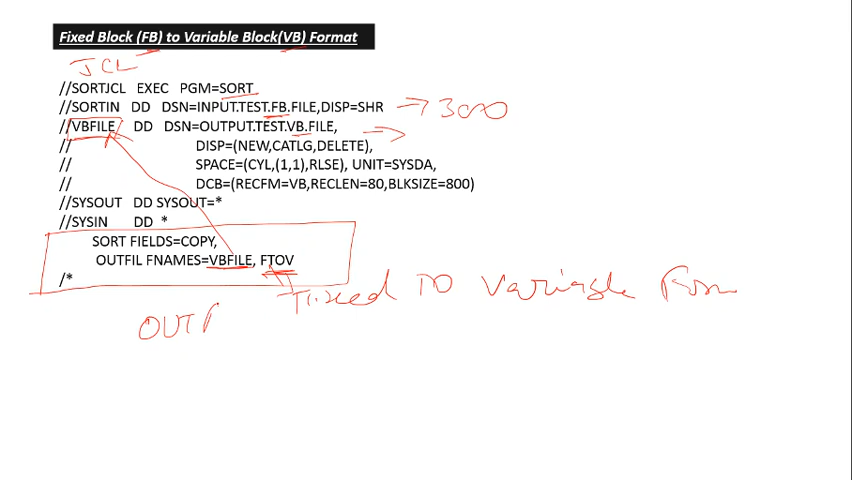 Fixed Block (FB) to Variable Block(VB) Format
JCL
//SORTJCL EXEC PGM=SORT
//SORTIN DD DSN=INPUT.TEST.FB.FILE,DISP=SHR
3000
//VBFILE DD DSN=OUTPUT.TEST.VB.FILE,
// DISP=(NEW,CATLG,DELETE),
// SPACE=(CYL,(1,1),RLSE), UNIT=SYSDA,
// DCB=(RECFM=VB,RECLEN=80,BLKSIZE=800)
//SYSOUT DD SYSOUT=*
//SYSIN DD *
SORT FIELDS=COPY,
OUTFIL FNAMES=VBFILE, FTOV
/*
Fixed TO Variable
OUTF